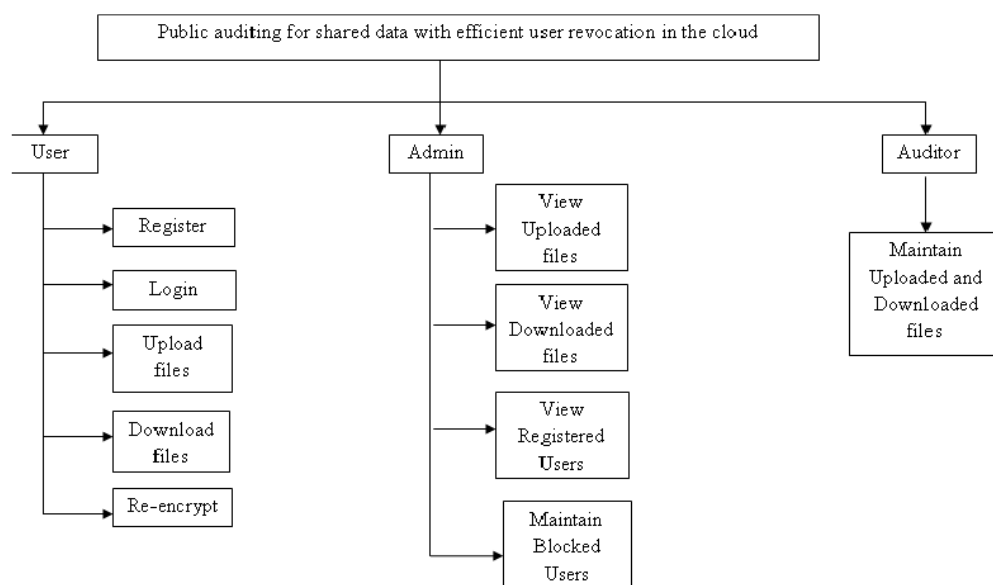 Public auditing for shared data with efficient user revocation in the cloud
User
Admin
Auditor
Register
Login
Upload
files
Download
files
Re-encrypt
View
Uploaded
files
View
Downloaded
files
View
Registered
Users
Maintain
Blocked
Users
Maintain
Uploaded and
Downloaded
files